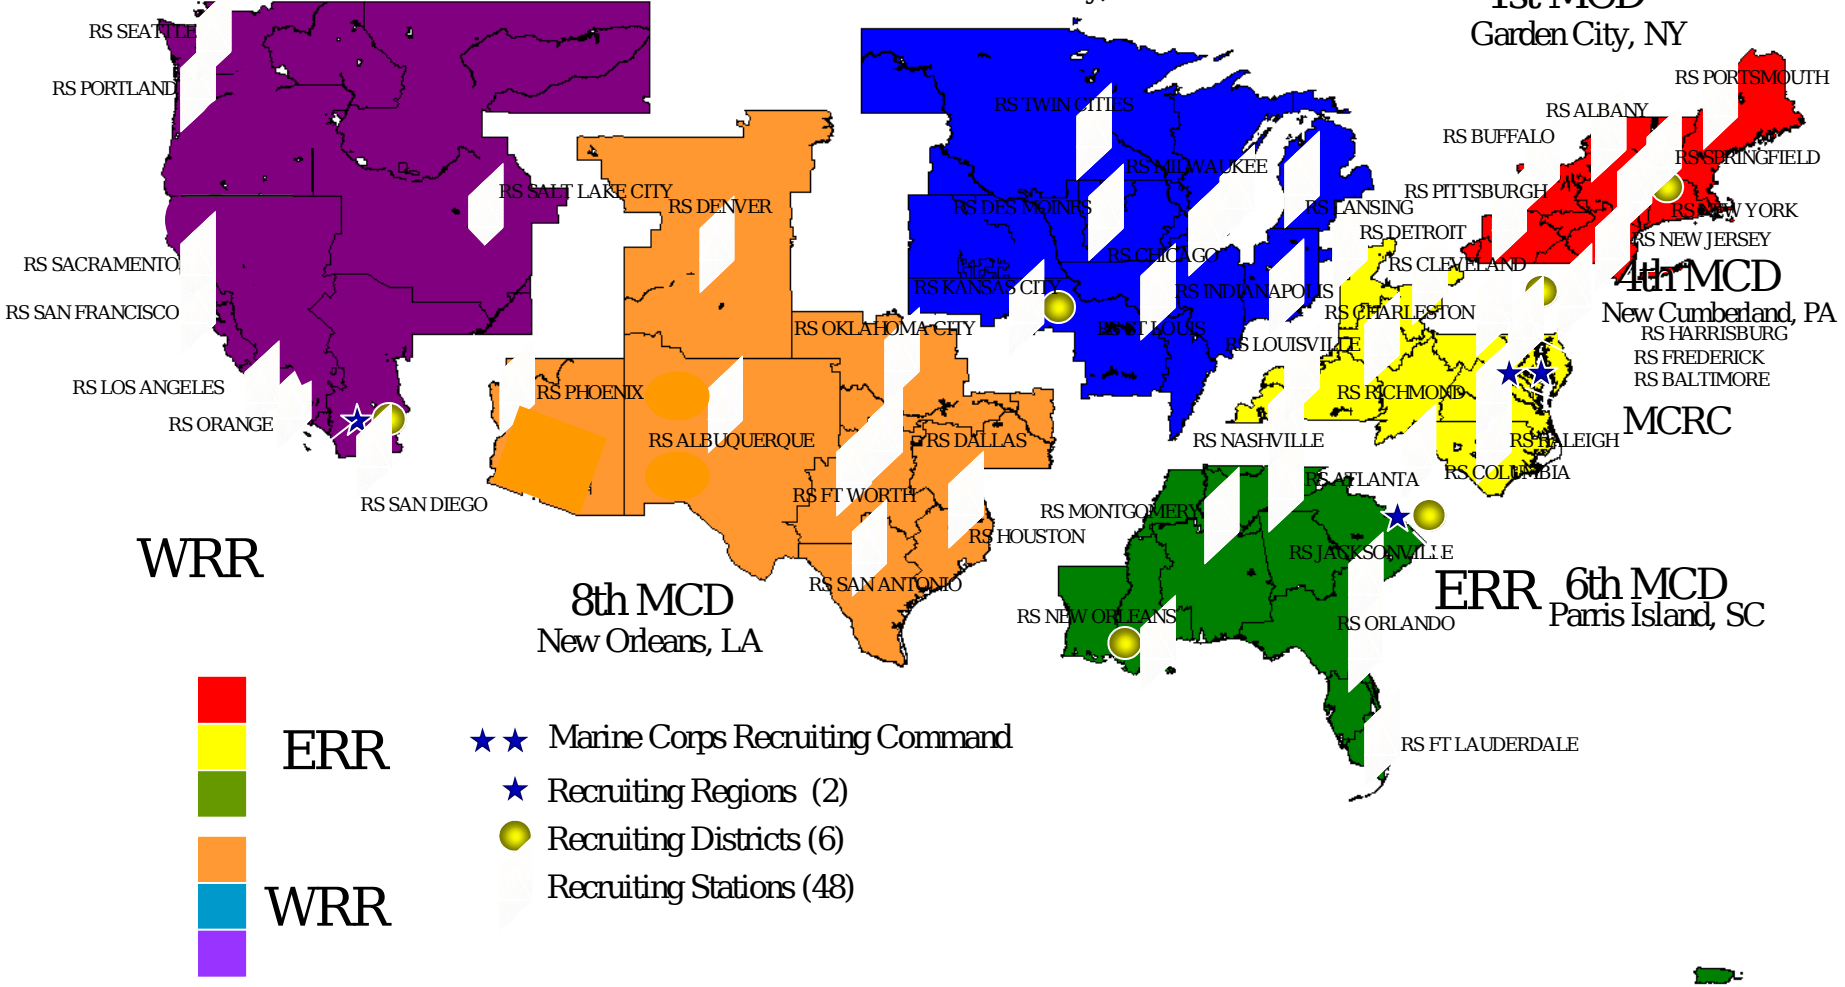 1st MCD
Garden City, NY
RS SEATTLE
RS PORTLAND
RS PORTSMOUTH
RS ALBANY
RS TWIN CITIES
RS BUFFALO
RS SPRINGFIELD
RS MILWAUKEE
RS SALT LAKE CITY
RS PITTSBURGH
RS DENVER
RS DES MOINES
RS LANSING
RS NEW YORK
RS DETROIT
RS NEW JERSEY
RS CHICAGO
RS SACRAMENTO
RS CLEVELAND
4th MCD
New Cumberland, PA
RS KANSAS CITY
RS INDIANAPOLIS
RS SAN FRANCISCO
RS CHARLESTON
RS OKLAHOMA CITY
RS ST LOUIS
RS HARRISBURG
RS LOUISVILLE
RS FREDERICK
RS BALTIMORE
RS LOS ANGELES
RS PHOENIX
RS RICHMOND
MCRC
RS ORANGE
RS ALBUQUERQUE
RS DALLAS
RS NASHVILLE
RS RALEIGH
RS COLUMBIA
RS ATLANTA
RS FT WORTH
RS SAN DIEGO
RS MONTGOMERY
RS HOUSTON
RS JACKSONVILLE
WRR
RS SAN ANTONIO
8th MCD
New Orleans, LA
ERR
6th MCD
Parris Island, SC
RS NEW ORLEANS
RS ORLANDO
RS FT LAUDERDALE
ERR
WRR
Marine Corps Recruiting Command
Recruiting Regions (2)
Recruiting Districts (6)
Recruiting Stations (48)